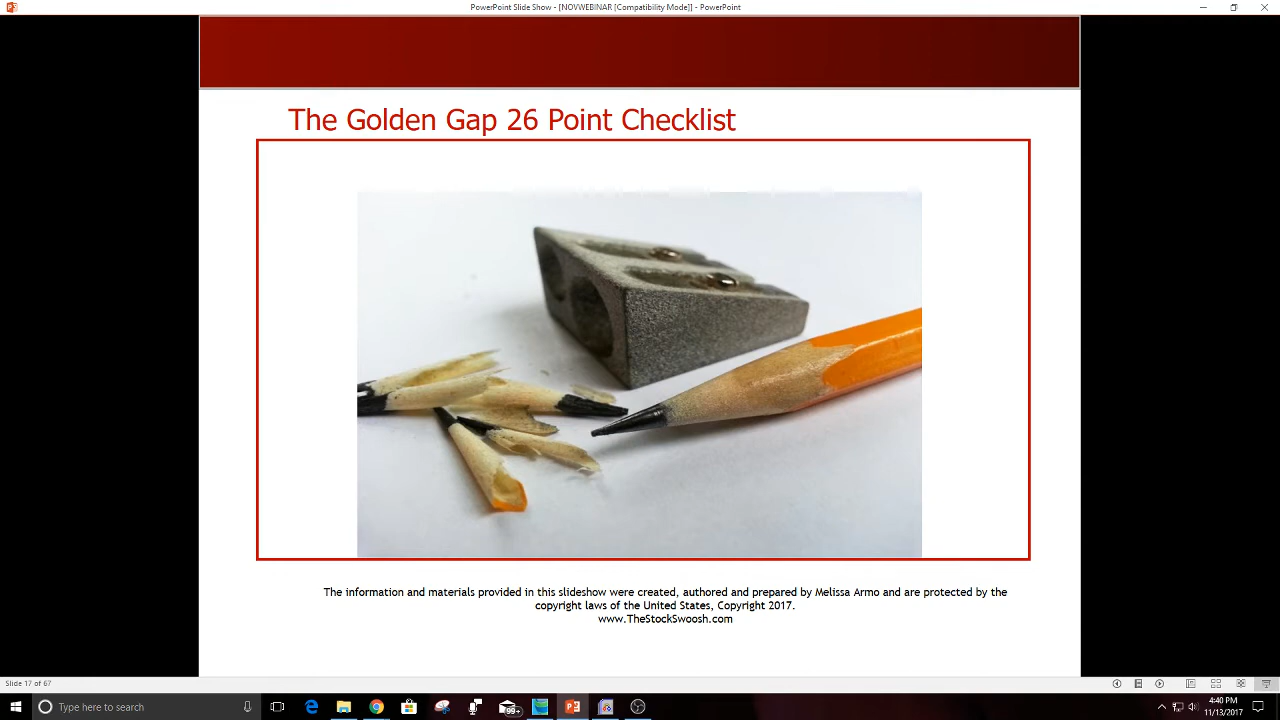 PowerPoint Slide Show - [NOVWEBINAR [Compatibility Mode]] - PowerPoint
The Golden Gap 26 Point Checklist
The information and materials provided in this slideshow were created, authored and prepared by Melissa Armo and are protected by the
copyright laws of the United States, Copyright 2017.
www.TheStockSwoosh.com
Slide 17 of 67
Type here to search
99+
4:40 PM
11/13/2017